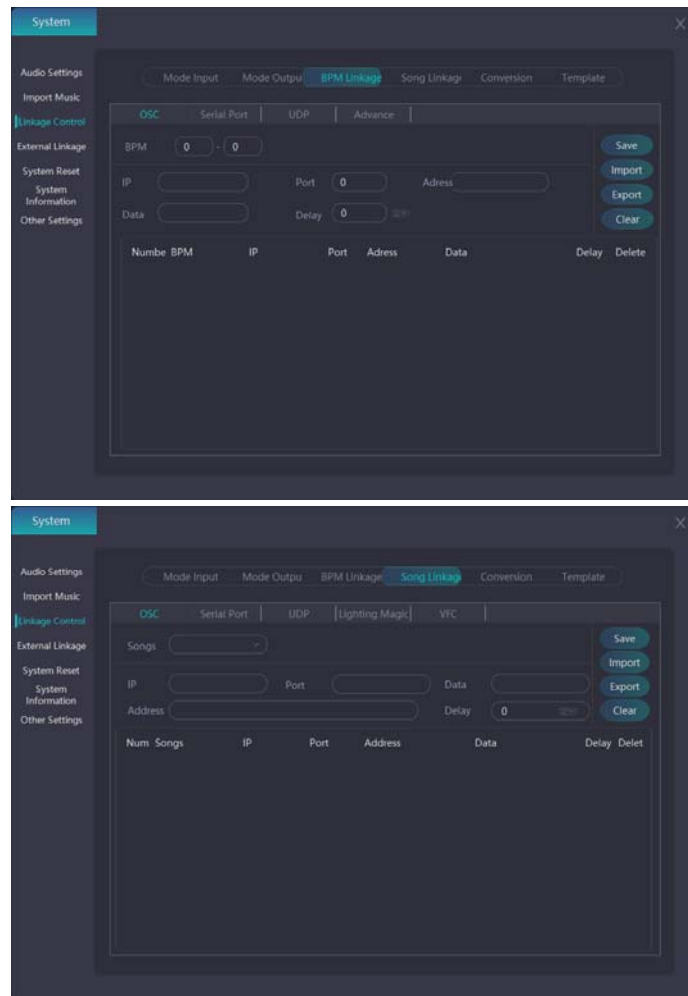 System
X
Audio Settings
Import Music
Linkage Control
External Linkage
System Reset
System
Information
Other Settings
Mode Input Mode Outpu BPM Linkage Song Linkage Conversion Template
OSC Serial Port UDP Advance
BPM 0 - 0
IP Port 0 Adress
Data Delay 0
Save
Import
Export
Clear
Numbe BPM IP Port Adress Data Delay Delete
System
X
Audio Settings
Import Music
Linkage Control
External Linkage
System Reset
System
Information
Other Settings
Mode Input Mode Outpu BPM Linkage Song Linkage Conversion Template
OSC Serial Port UDP Lighting Magic VFC
Songs
IP Port Data
Address Delay 0
Save
Import
Export
Clear
Num Songs IP Port Address Data Delay Delet